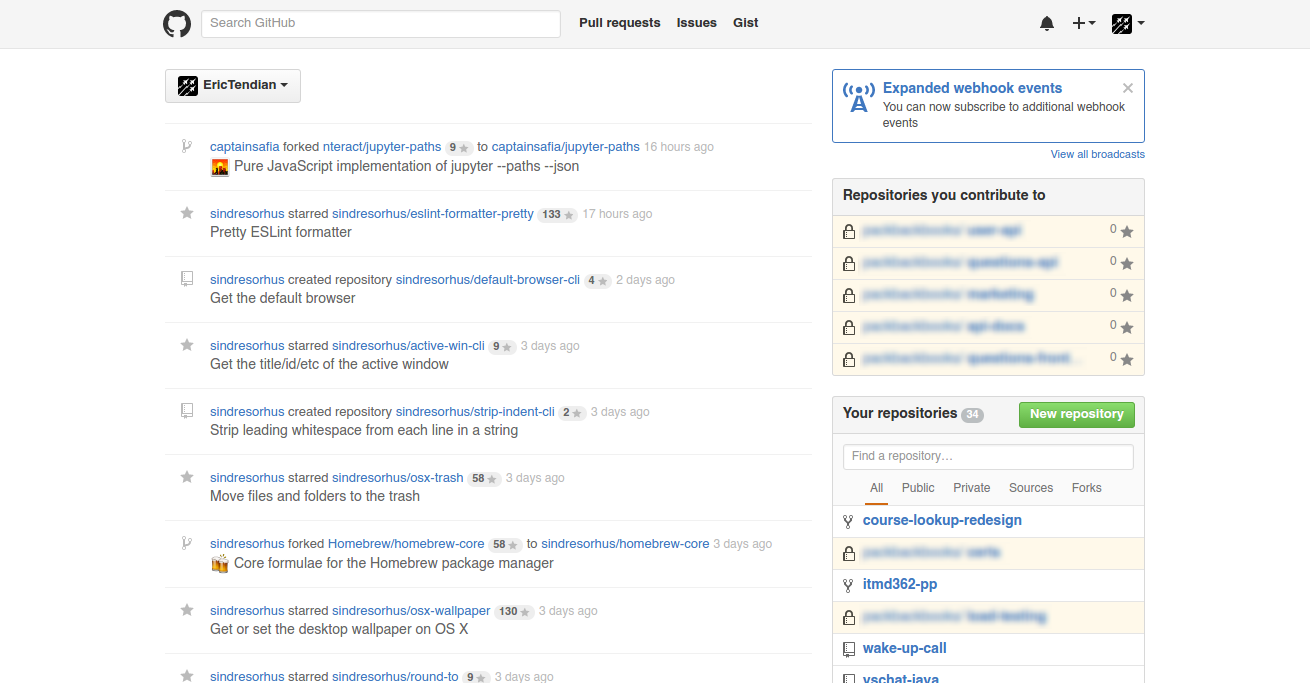 Search GitHub
Pull requests
Issues
Gist
EricTendian
captainsafia forked nteract/jupyter-paths 9 to captainsafia/jupyter-paths 16 hours ago
Pure JavaScript implementation of jupyter --paths --json
sindresorhus starred sindresorhus/eslint-formatter-pretty 133 17 hours ago
Pretty ESLint formatter
sindresorhus created repository sindresorhus/default-browser-cli 4 2 days ago
Get the default browser
sindresorhus starred sindresorhus/active-win-cli 9 3 days ago
Get the title/id/etc of the active window
sindresorhus created repository sindresorhus/strip-indent-cli 2 3 days ago
Strip leading whitespace from each line in a string
sindresorhus starred sindresorhus/osx-trash 58 3 days ago
Move files and folders to the trash
sindresorhus forked Homebrew/homebrew-core 58 to sindresorhus/homebrew-core 3 days ago
Core formulae for the Homebrew package manager
sindresorhus starred sindresorhus/osx-wallpaper 130 3 days ago
Get or set the desktop wallpaper on OS X
sindresorhus starred sindresorhus/round-to 9 3 days ago
Expanded webhook events
You can now subscribe to additional webhook
events
View all broadcasts
Repositories you contribute to
0
0
0
0
0
Your repositories 34
New repository
Find a repository…
All Public Private Sources Forks
course-lookup-redesign
itmd362-pp
wake-up-call
vschat-java